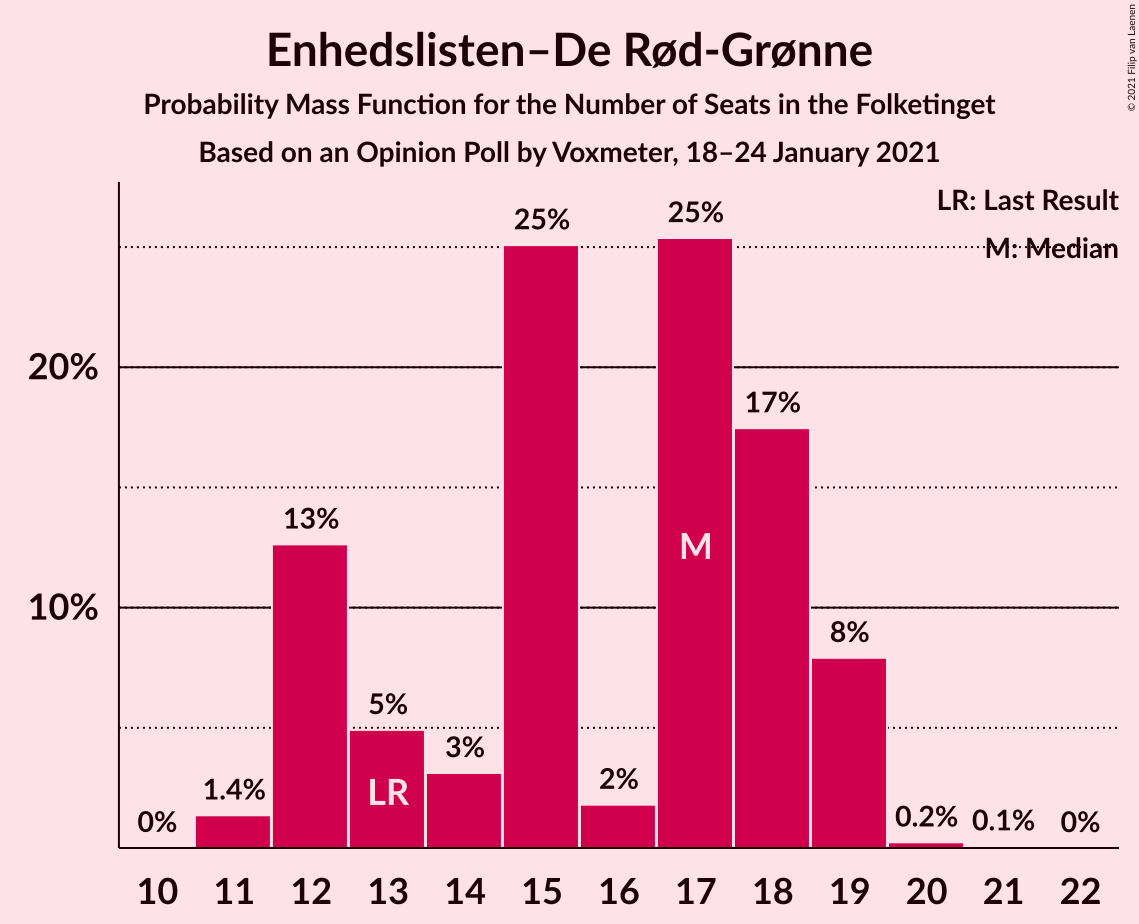 Enhedslisten–De Rød-Grønne
Probability Mass Function for the Number of Seats in the Folketinget
Based on an Opinion Poll by Voxmeter, 18–24 January 2021
© 2021 Filip van Laenen
LR: Last Result
M: Median
20%
10%
0%
1.4%
13%
5%
3%
25%
2%
25%
17%
8%
0.2%
0.1%
0%
LR
M
10 11 12 13 14 15 16 17 18 19 20 21 22